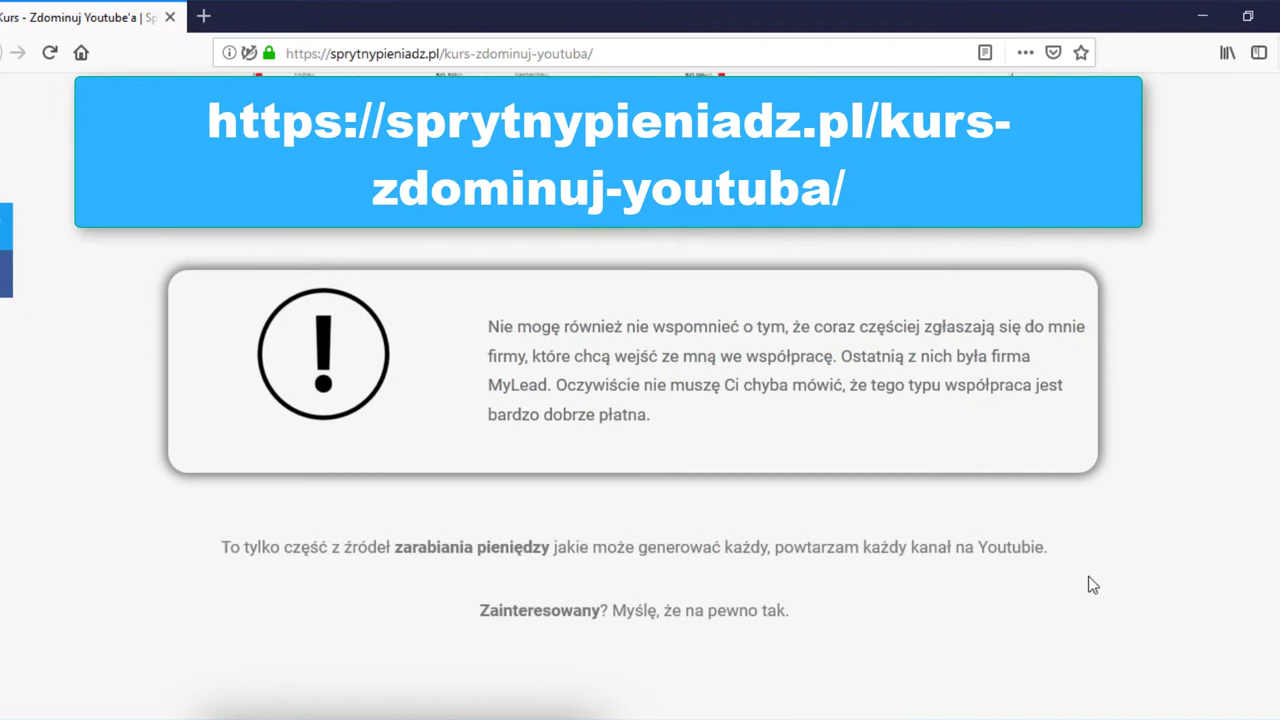 Kurs - Zdominuj Youtube'a | Sp
https://sprytnypieniadz.pl/kurs-zdominuj-youtuba/
https://sprytnypieniadz.pl/kurs-
zdominuj-youtuba/
Nie mogę również nie wspomnieć o tym, że coraz częściej zgłaszają się do mnie
firmy, które chcą wejść ze mną we współpracę. Ostatnią z nich była firma
MyLead. Oczywiście nie muszę Ci chyba mówić, że tego typu współpraca jest
bardzo dobrze płatna.
To tylko część z źródeł zarabiania pieniędzy jakie może generować każdy, powtarzam każdy kanał na Youtubie.
Zainteresowany? Myślę, że na pewno tak.